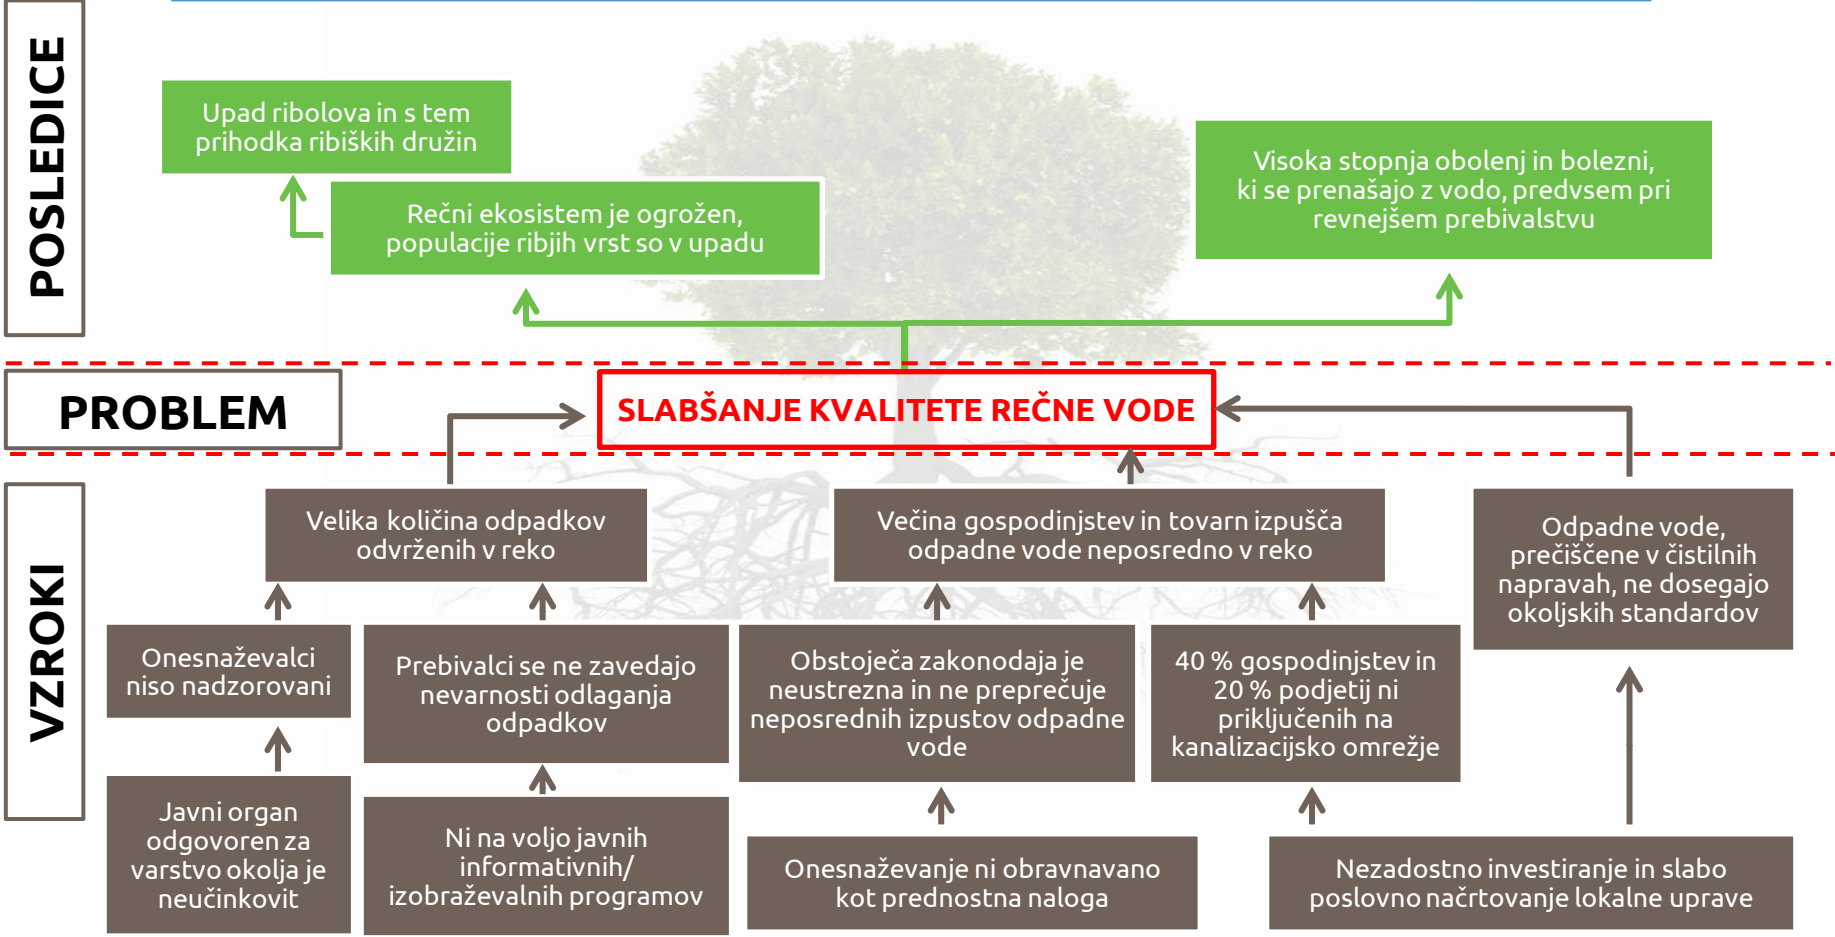 POSLEDICE
Upad ribolova in s tem
prihodka ribiških družin
Rečni ekosistem je ogrožen,
populacije ribjih vrst so v upadu
Visoka stopnja obolenj in bolezni,
ki se prenašajo z vodo, predvsem pri
revnejšem prebivalstvu
PROBLEM
SLABŠANJE KVALITETE REČNE VODE
VZROKI
Velika količina odpadkov
odvrženih v reko
Večina gospodinjstev in tovarn izpušča
odpadne vode neposredno v reko
Odpadne vode,
prečiščene v čistilnih
napravah, ne dosegajo
okoljskih standardov
Onesnaževalci
niso nadzorovani
Prebivalci se ne zavedajo
nevarnosti odlaganja
odpadkov
Obstoječa zakonodaja je
neustrezna in ne preprečuje
neposrednih izpustov odpadne
vode
40 % gospodinjstev in
20 % podjetij ni
priključenih na
kanalizacijsko omrežje
Javni organ
odgovoren za
varstvo okolja je
neučinkovit
Ni na voljo javnih
informativnih/
izobraževalnih programov
Onesnaževanje ni obravnavano
kot prednostna naloga
Nezadostno investiranje in slabo
poslovno načrtovanje lokalne uprave